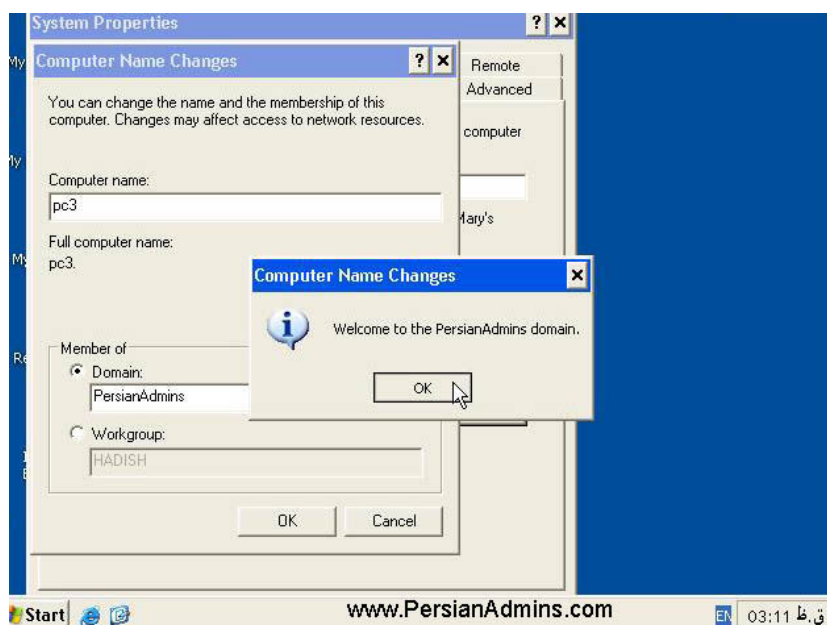 System Properties
Computer Name Changes
Remote
Advanced
You can change the name and the membership of this
computer. Changes may affect access to network resources.
computer
My
My
Computer name:
pc3
Mary's
Full computer name:
pc3.
My
Computer Name Changes
Welcome to the PersianAdmins domain.
OK
Member of
Domain:
PersianAdmins
Workgroup:
HADISH
OK
Cancel
Start
www.PersianAdmins.com
EN
03:11 ق.ظ